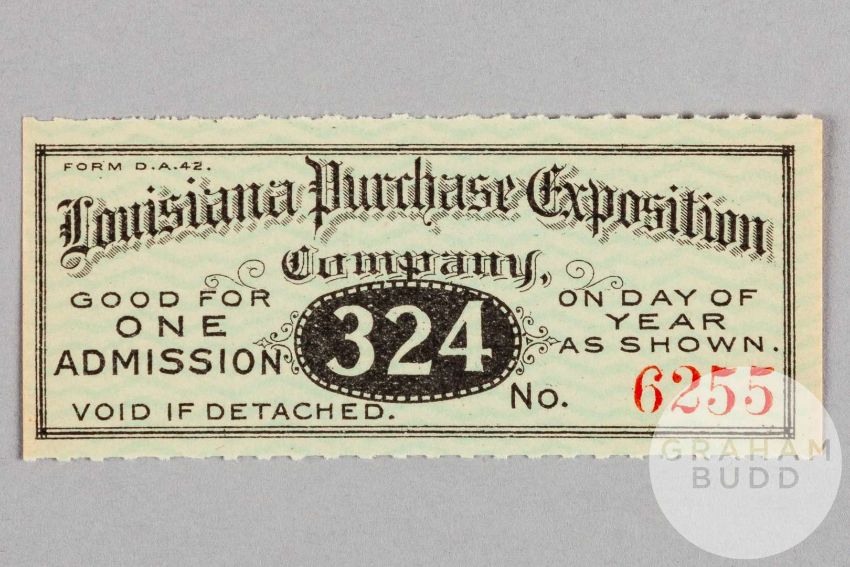 FORM D.A.42.
Louisiana Purchase Exposition
Company,
GOOD FOR
ONE
ADMISSION
324
ON DAY OF
YEAR
AS SHOWN.
VOID IF DETACHED.
No. 6255
GRAHAM
BUDD